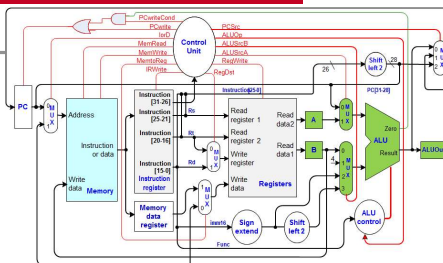 PCwriteCond
PCwrite
IorD
MemRead
MemWrite
MemtoReg
IRWrite
Control
Unit
PCSrc
ALUOp
ALUSrcB
ALUSrcA
RegWrite
RegDst
26
Shift
left 2
28
PC[31-28]
0
1
2
M
U
X
PC
0
M
U
X
1
Address
Instruction
or data
Write
data
Memory
Instruction
[31-26]
Instruction
[25-21]
Instruction
[20-16]
Instruction
[15-0]
Instruction
register
Memory
data
register
Instruction[25-0]
Rs
Rt
Rd
0
M
U
X
1
1
M
U
X
0
Read
register 1
Read
register 2
Write
register
Write
data
Read
data2
Read
data1
Registers
A
B
4
0
M
U
X
1
0
1
M
U
X
2
3
Zero
ALU
Result
ALUOut
imm16
Sign
extend
Shift
left 2
ALU
control
Func